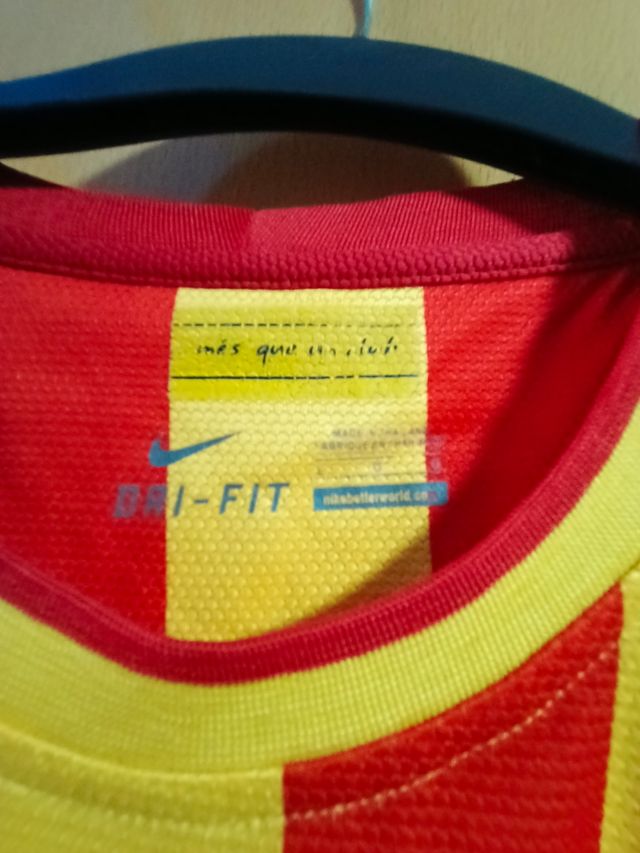 més que un club
DRI-FIT
MADE IN THAILAND
nikebetterworld.com